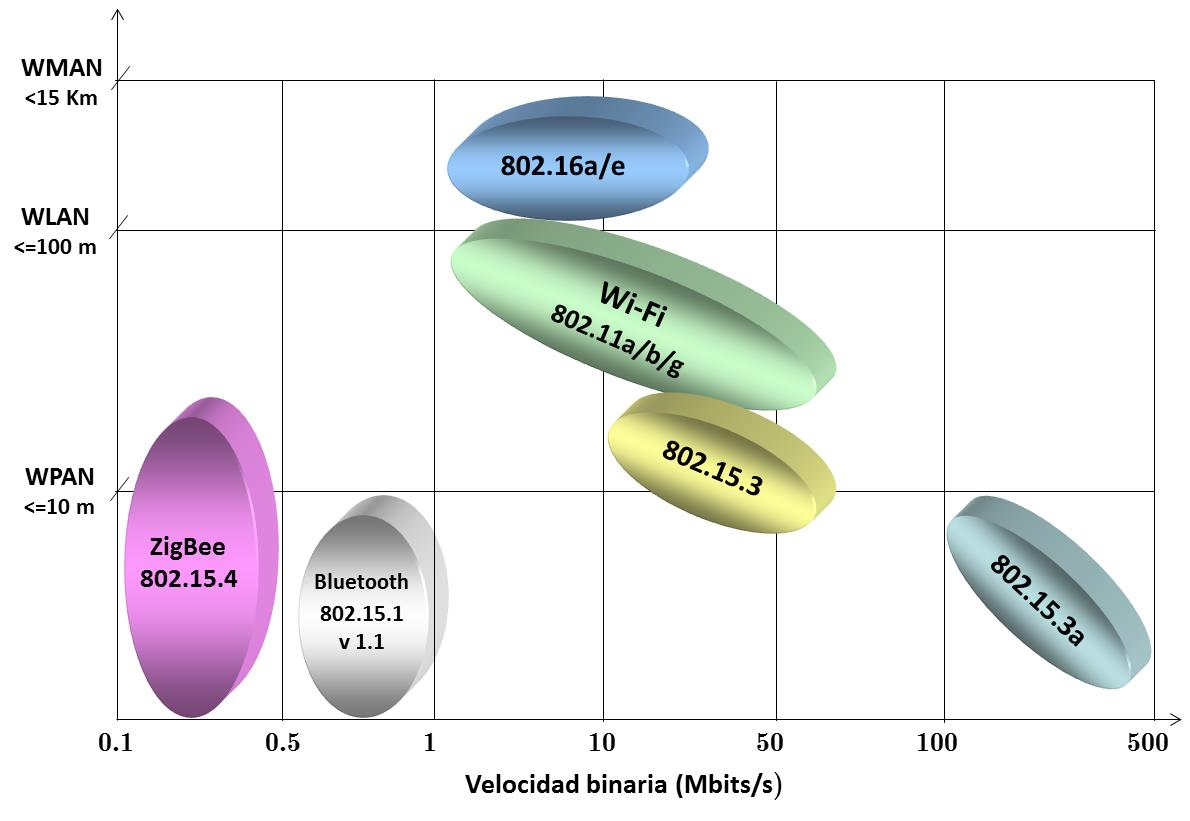 WMAN
<15 Km
802.16a/e
WLAN
<=100 m
Wi-Fi
802.11a/b/g
802.15.3
WPAN
<=10 m
ZigBee
802.15.4
Bluetooth
802.15.1
v 1.1
802.15.3a
0.1 0.5 1 10 50 100 500
Velocidad binaria (Mbits/s)